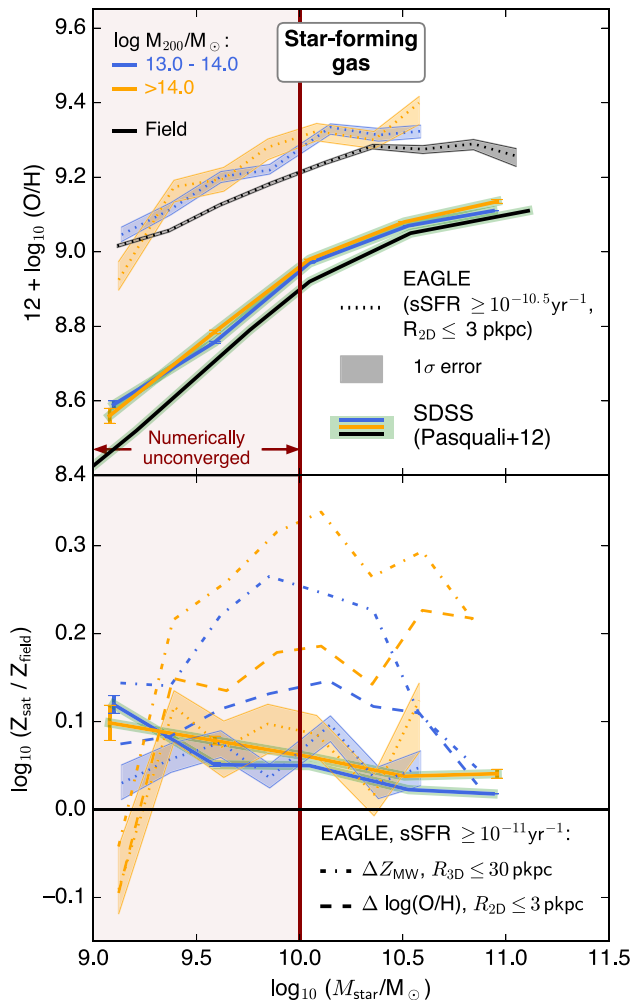 9.6
Star-forming
gas
log M₂₀₀/M⊙:
13.0 - 14.0
>14.0
Field
9.4
9.2
9.0
8.8
8.6
8.4
12 + log₁₀ (O/H)
EAGLE
(sSFR ≥ 10⁻¹⁰·⁵yr⁻¹,
R₂D ≤ 3 pkpc)
1σ error
SDSS
(Pasquali+12)
Numerically
unconverged
0.3
0.2
0.1
0.0
−0.1
log₁₀ (Zsat / Zfield)
EAGLE, sSFR ≥ 10⁻¹¹yr⁻¹:
ΔZMW, R₃D ≤ 30 pkpc
Δ log(O/H), R₂D ≤ 3 pkpc
9.0 9.5 10.0 10.5 11.0 11.5
log₁₀ (Mstar/M⊙)